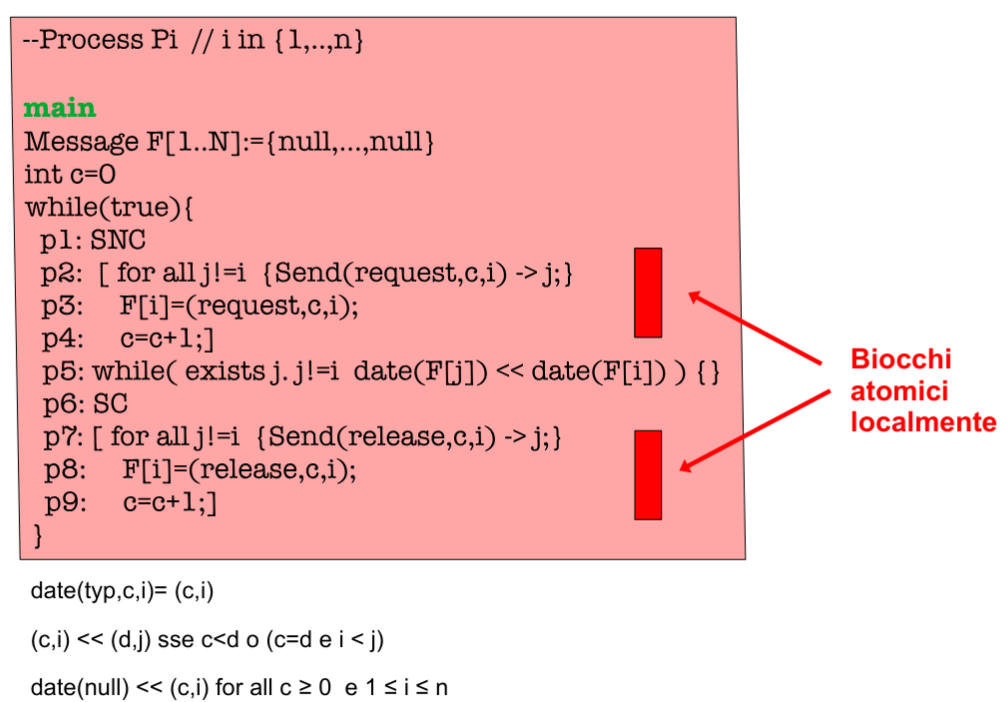 --Process Pi // i in {1,..,n}
main
Message F[1..N]:={null,...,null}
int c=0
while(true){
p1: SNC
p2: [ for all j!=i {Send(request,c,i) -> j;}
p3: F[i]=(request,c,i);
p4: c=c+1;]
p5: while( exists j. j!=i date(F[j]) << date(F[i]) ) {}
p6: SC
p7: [ for all j!=i {Send(release,c,i) -> j;}
p8: F[i]=(release,c,i);
p9: c=c+1;]
}
Biocchi
atomici
localmente
date(typ,c,i)= (c,i)
(c,i) << (d,j) sse c<d o (c=d e i < j)
date(null) << (c,i) for all c ≥ 0 e 1 ≤ i ≤ n